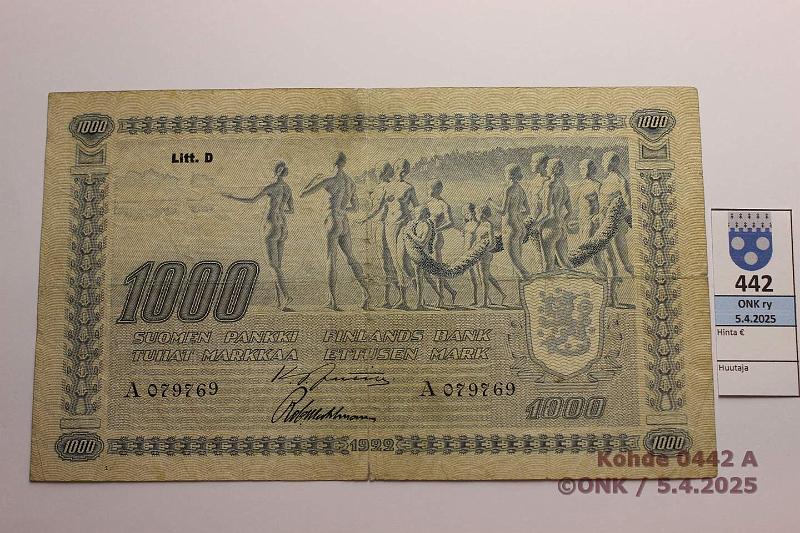 1000
1000
Litt. D
1000
SUOMEN PANKKI FINLANDS BANK
TUHAT MARKKAA ETTUSEN MARK
A 079769 A 079769
1000
1000
1922
1000
442
ONK ry
5.4.2025
Hinta €
Huutaja
Kohde 0442 A
©ONK / 5.4.2025